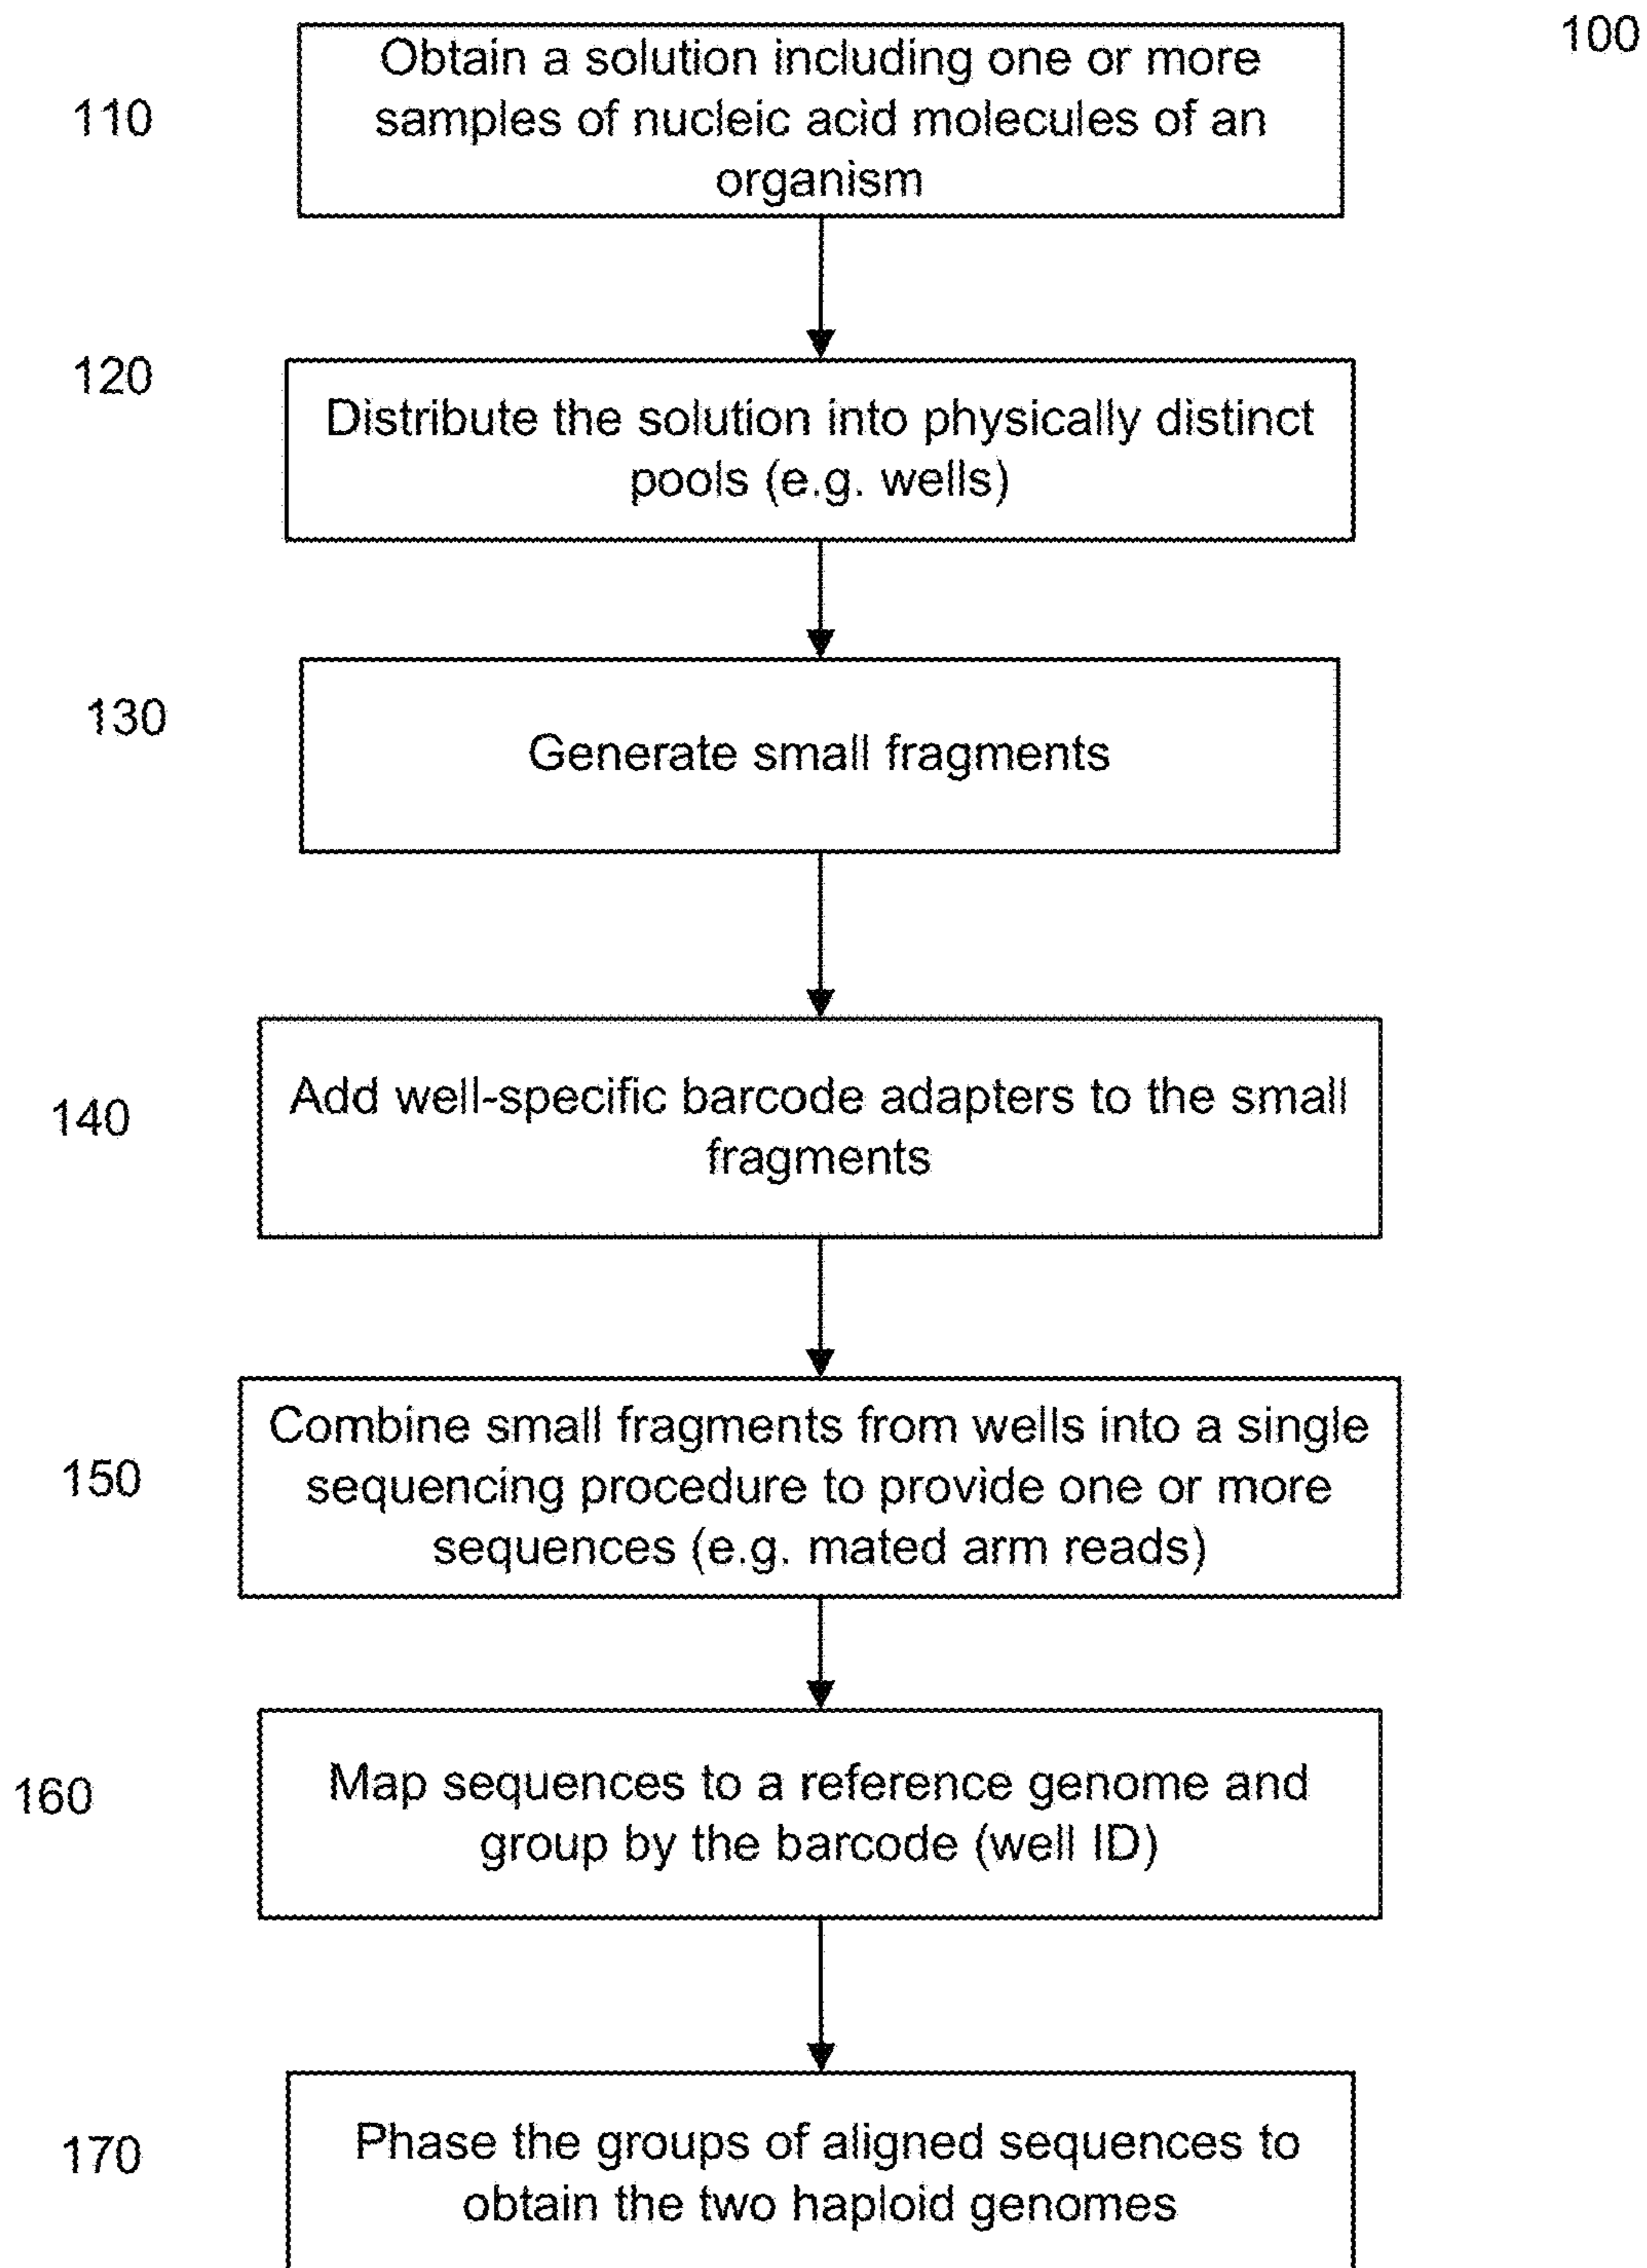 100
110
Obtain a solution including one or more
samples of nucleic acid molecules of an
organism
120
Distribute the solution into physically distinct
pools (e.g. wells)
130
Generate small fragments
140
Add well-specific barcode adapters to the small
fragments
150
Combine small fragments from wells into a single
sequencing procedure to provide one or more
sequences (e.g. mated arm reads)
160
Map sequences to a reference genome and
group by the barcode (well ID)
170
Phase the groups of aligned sequences to
obtain the two haploid genomes